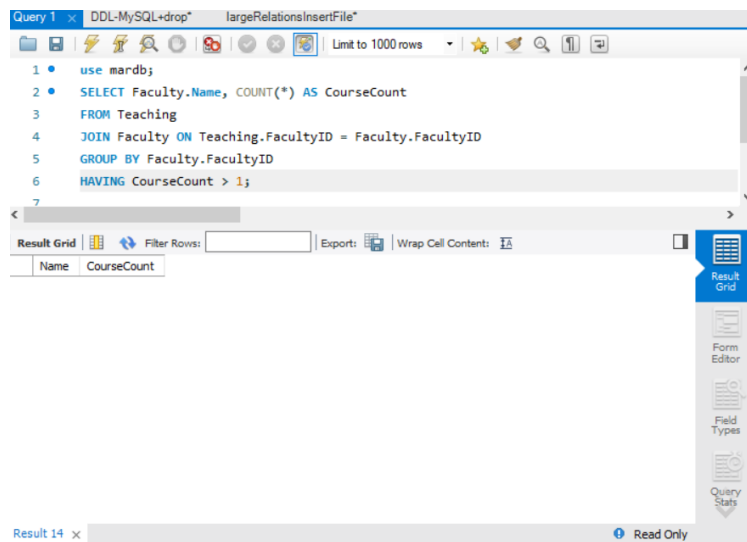 Query 1 DDL-MySQL+drop* largeRelationsInsertFile*
Limit to 1000 rows
1 use mardb;
2 SELECT Faculty.Name, COUNT(*) AS CourseCount
3 FROM Teaching
4 JOIN Faculty ON Teaching.FacultyID = Faculty.FacultyID
5 GROUP BY Faculty.FacultyID
6 HAVING CourseCount > 1;
7
Result Grid Filter Rows: Export: Wrap Cell Content: IA
Name CourseCount
Result
Grid
Form
Editor
Field
Types
Query
Stats
Result 14 Read Only